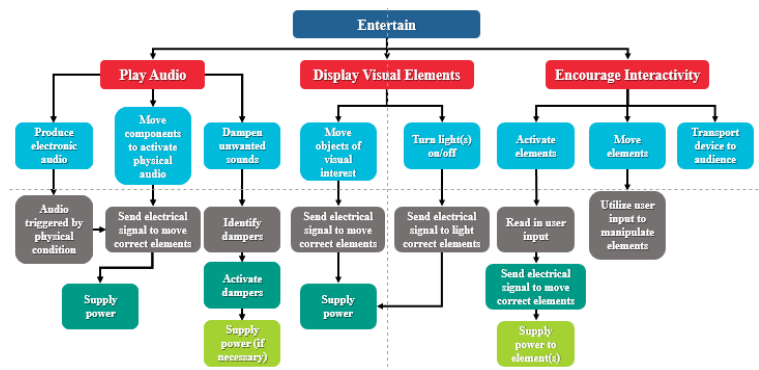 Entertain
Play Audio
Display Visual Elements
Encourage Interactivity
Produce
electronic
audio
Move
components
to activate
physical
audio
Dampen
unwanted
sounds
Move
objects of
visual
interest
Turn light(s)
on/off
Activate
elements
Move
elements
Transport
device to
audience
Audio
triggered by
physical
condition
Send electrical
signal to move
correct elements
Identify
dampers
Send electrical
signal to move
correct elements
Send electrical
signal to light
correct elements
Read in user
input
Utilize user
input to
manipulate
elements
Supply
power
Activate
dampers
Supply
power
Send electrical
signal to move
correct elements
Supply
power (if
necessary)
Supply
power to
element(s)